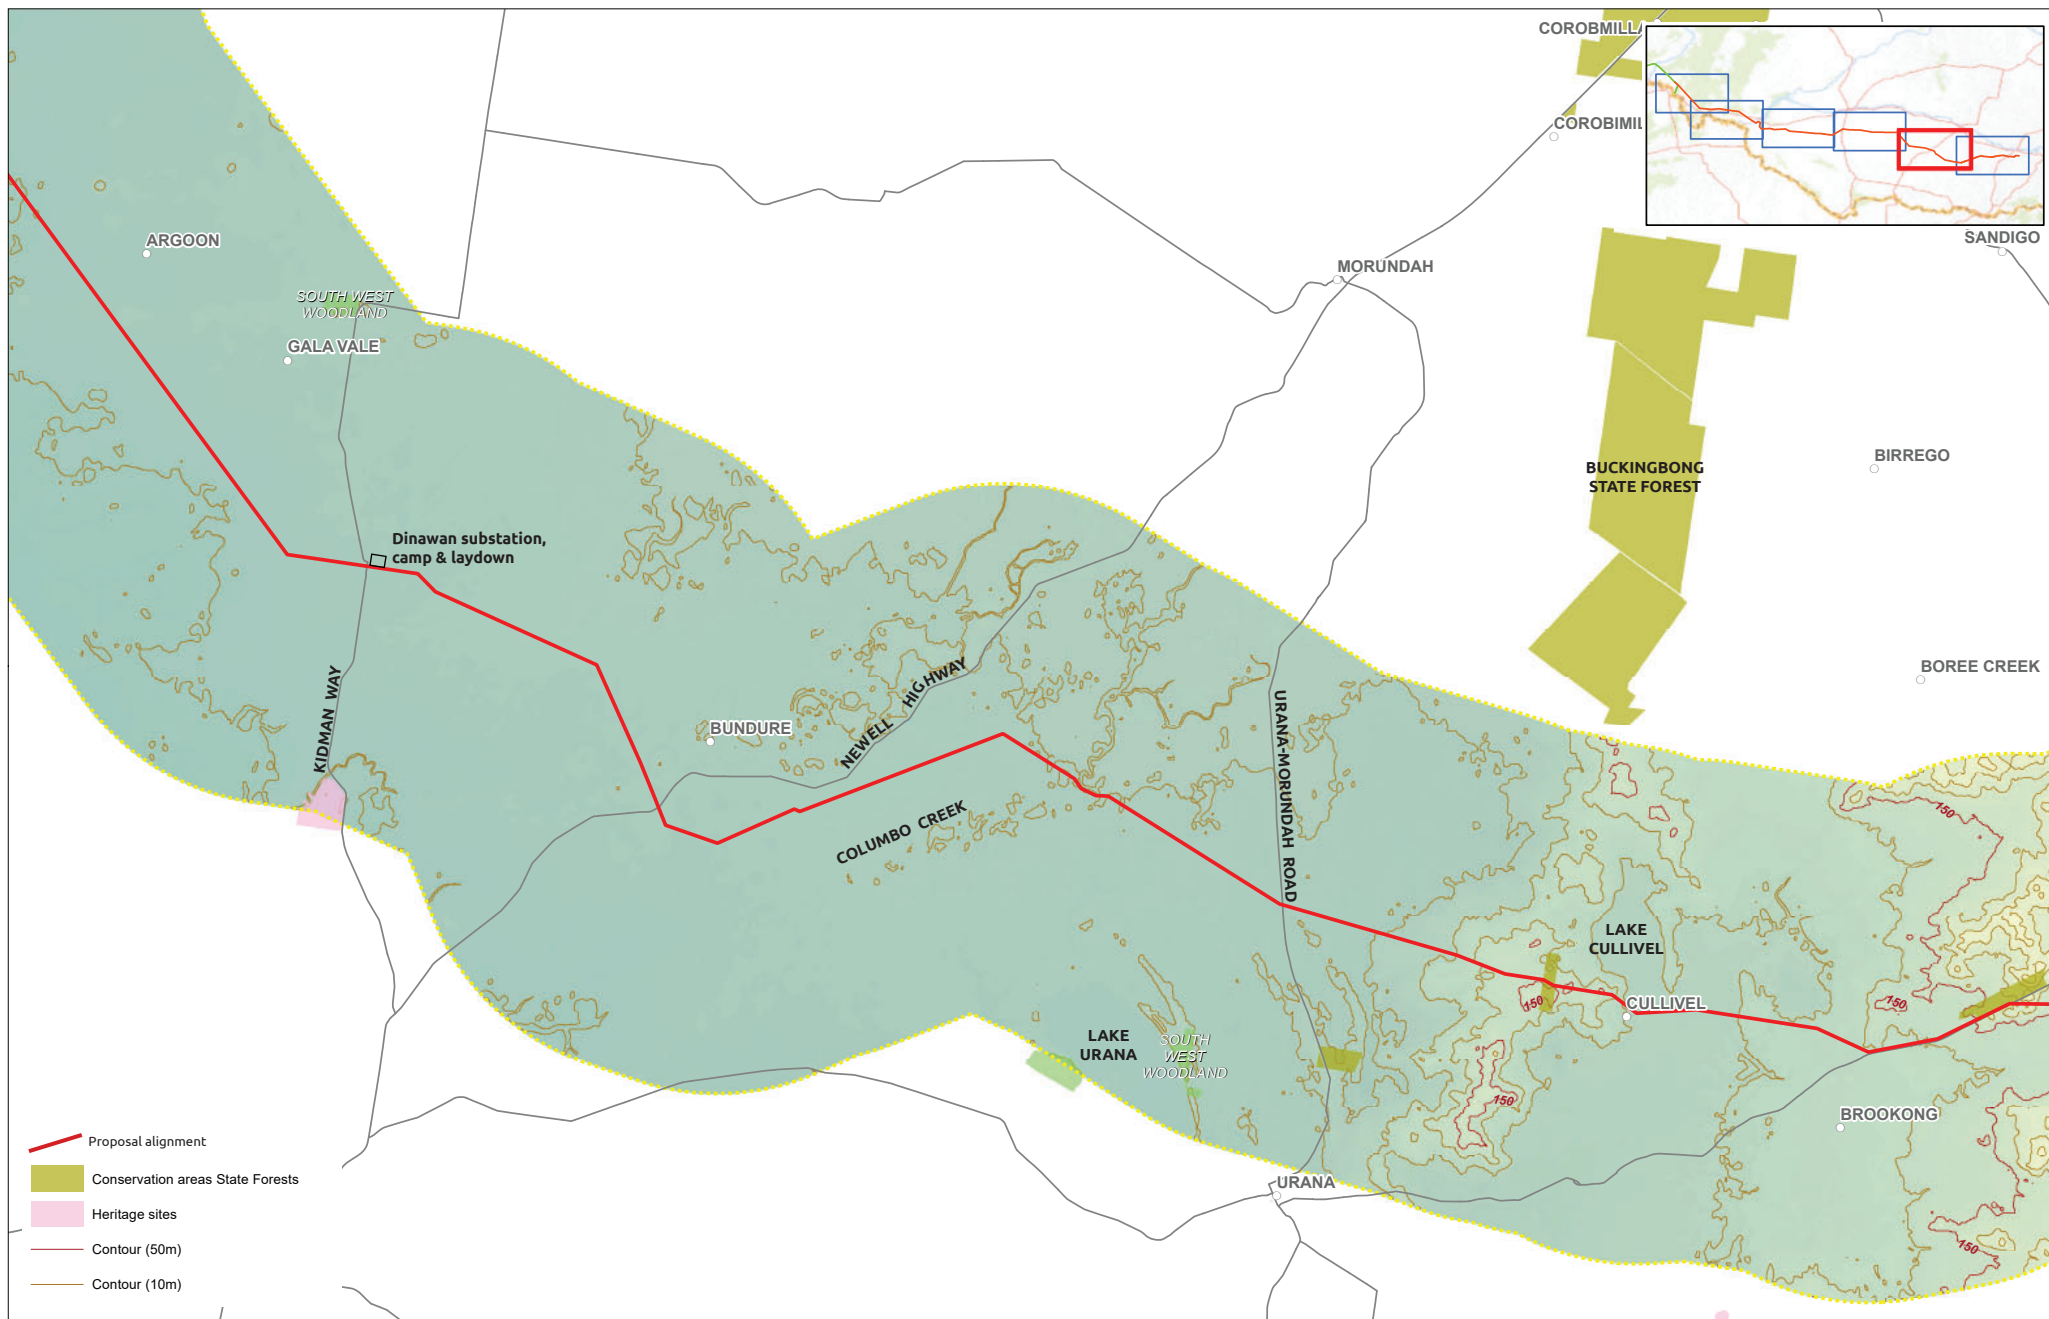 COROBMILLA
COROBIMIL
SANDIGO
ARGOON
MORUNDAH
SOUTH WEST
WOODLAND
GALA VALE
BIRREGO
BUCKINGBONG
STATE FOREST
Dinawan substation,
camp & laydown
BOREE CREEK
KIDMAN WAY
NEWELL HIGHWAY
URANA-MORUNDAH ROAD
BUNDURE
COLUMBO CREEK
150
LAKE
CULLIVEL
150
150
CULLIVEL
LAKE
URANA
SOUTH
WEST
WOODLAND
150
BROOKONG
URANA
150
Proposal alignment
Conservation areas State Forests
Heritage sites
Contour (50m)
Contour (10m)